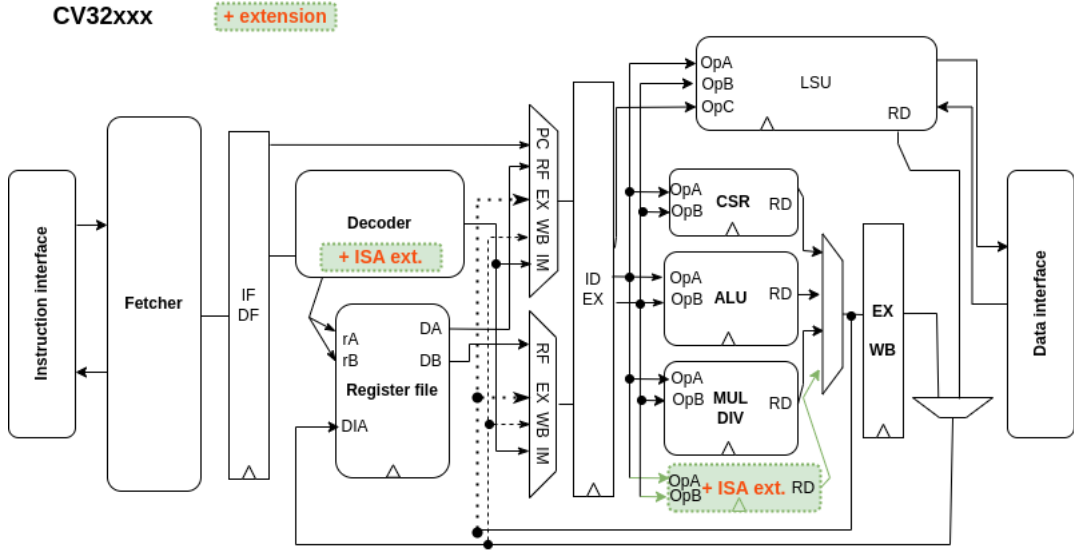 CV32xxx
+ extension
Instruction interface
Fetcher
IF
DF
Decoder
+ ISA ext.
rA
rB
DA
DB
Register file
DIA
PC
RF
EX
WB
IM
RF
EX
WB
IM
ID
EX
OpA
OpB
OpC
LSU
RD
OpA
OpB
CSR
RD
OpA
OpB
ALU
RD
OpA
OpB
MUL
DIV
RD
OpA
OpB
+ ISA ext.
RD
EX
WB
Data interface